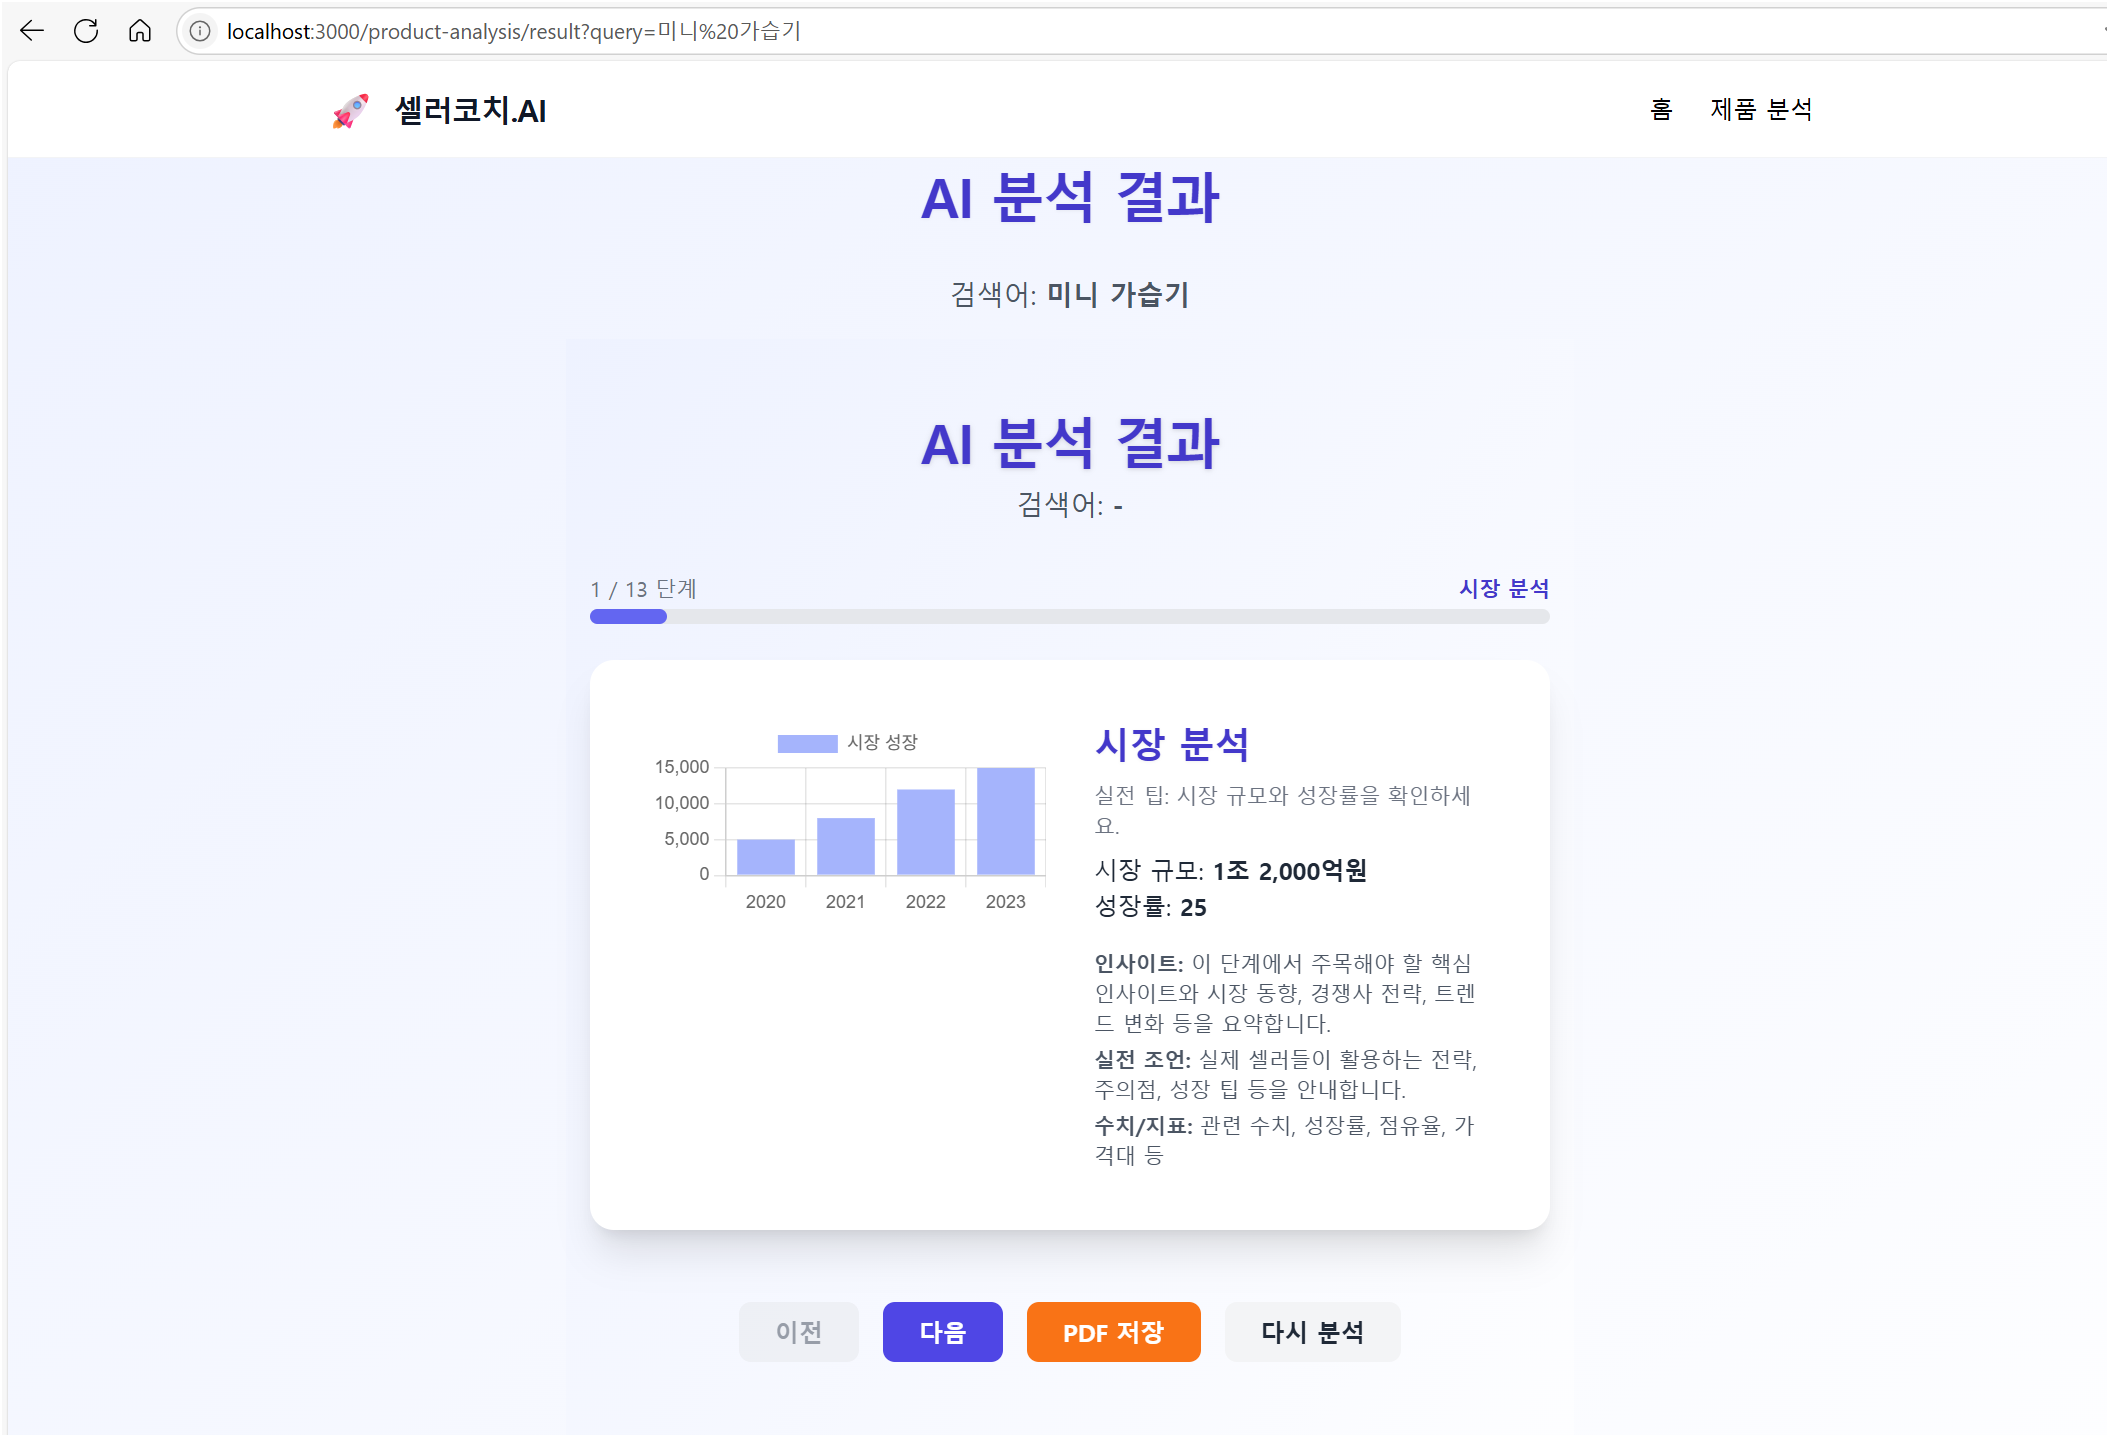 localhost:3000/product-analysis/result?query=미니%20가습기
셀러코치.AI
홈 제품 분석
AI 분석 결과
검색어: 미니 가습기
AI 분석 결과
검색어: -
1 / 13 단계
시장 분석
시장 성장
15,000
10,000
5,000
0
2020 2021 2022 2023
시장 분석
실전 팁: 시장 규모와 성장률을 확인하세
요.
시장 규모: 1조 2,000억원
성장률: 25
인사이트: 이 단계에서 주목해야 할 핵심
인사이트와 시장 동향, 경쟁사 전략, 트렌
드 변화 등을 요약합니다.
실전 조언: 실제 셀러들이 활용하는 전략,
주의점, 성장 팁 등을 안내합니다.
수치/지표: 관련 수치, 성장률, 점유율, 가
격대 등
이전 다음 PDF 저장 다시 분석